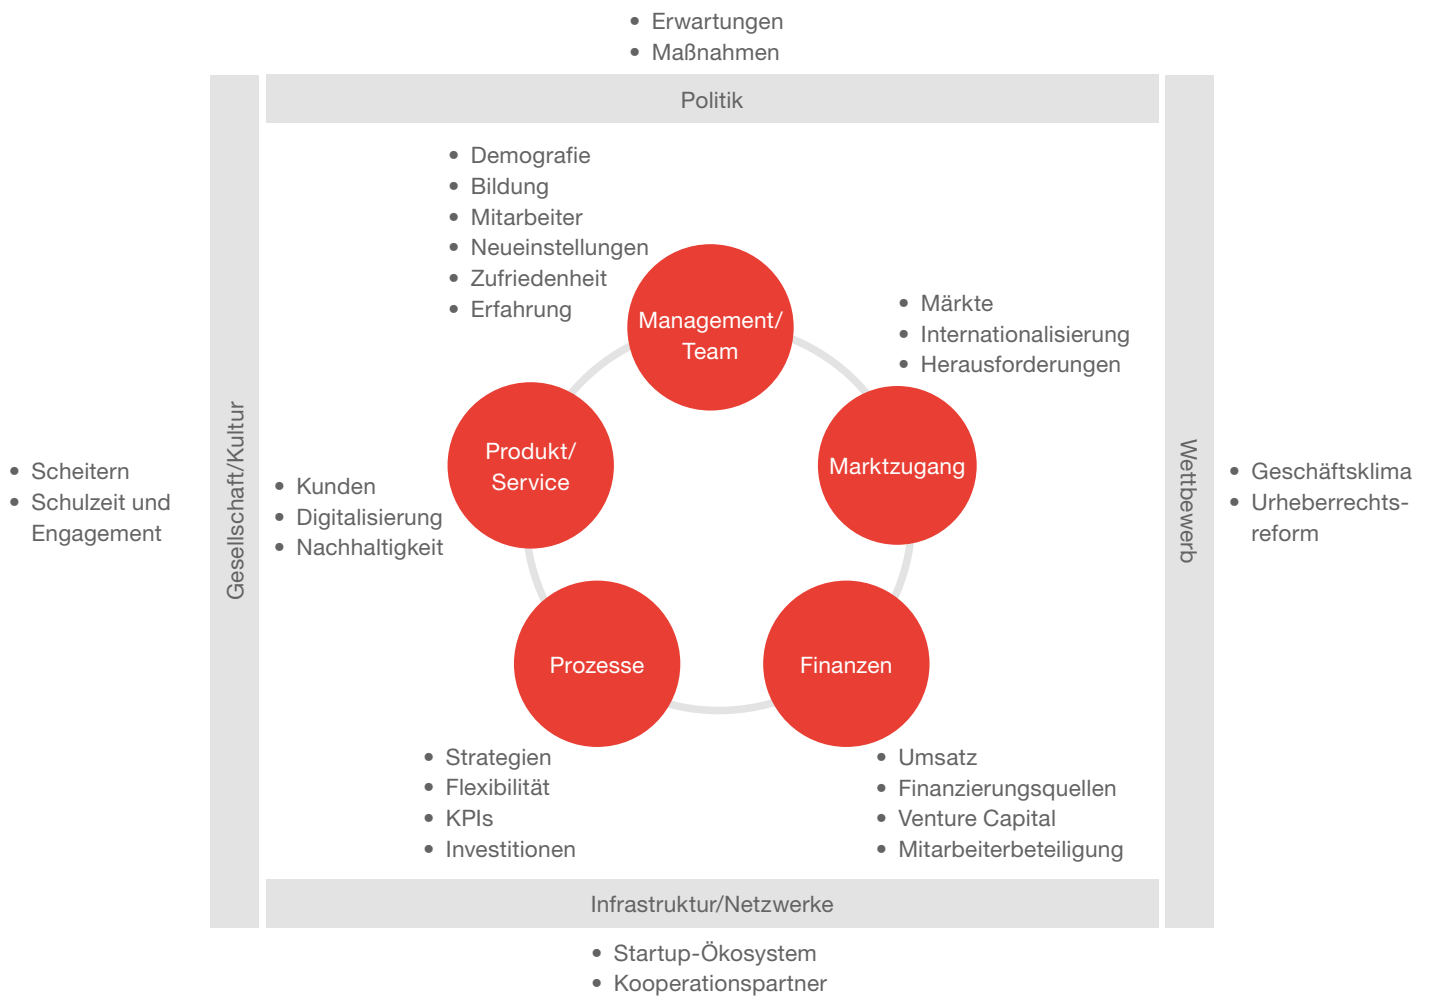 • Erwartungen
• Maßnahmen
Politik
• Demografie
• Bildung
• Mitarbeiter
• Neueinstellungen
• Zufriedenheit
• Erfahrung
Management/
Team
• Märkte
• Internationalisierung
• Herausforderungen
Produkt/
Service
Marktzugang
• Kunden
• Digitalisierung
• Nachhaltigkeit
Gesellschaft/Kultur
• Scheitern
• Schulzeit und
Engagement
Wettbewerb
• Geschäftsklima
• Urheberrechts-
reform
Prozesse
Finanzen
• Strategien
• Flexibilität
• KPIs
• Investitionen
• Umsatz
• Finanzierungsquellen
• Venture Capital
• Mitarbeiterbeteiligung
Infrastruktur/Netzwerke
• Startup-Ökosystem
• Kooperationspartner